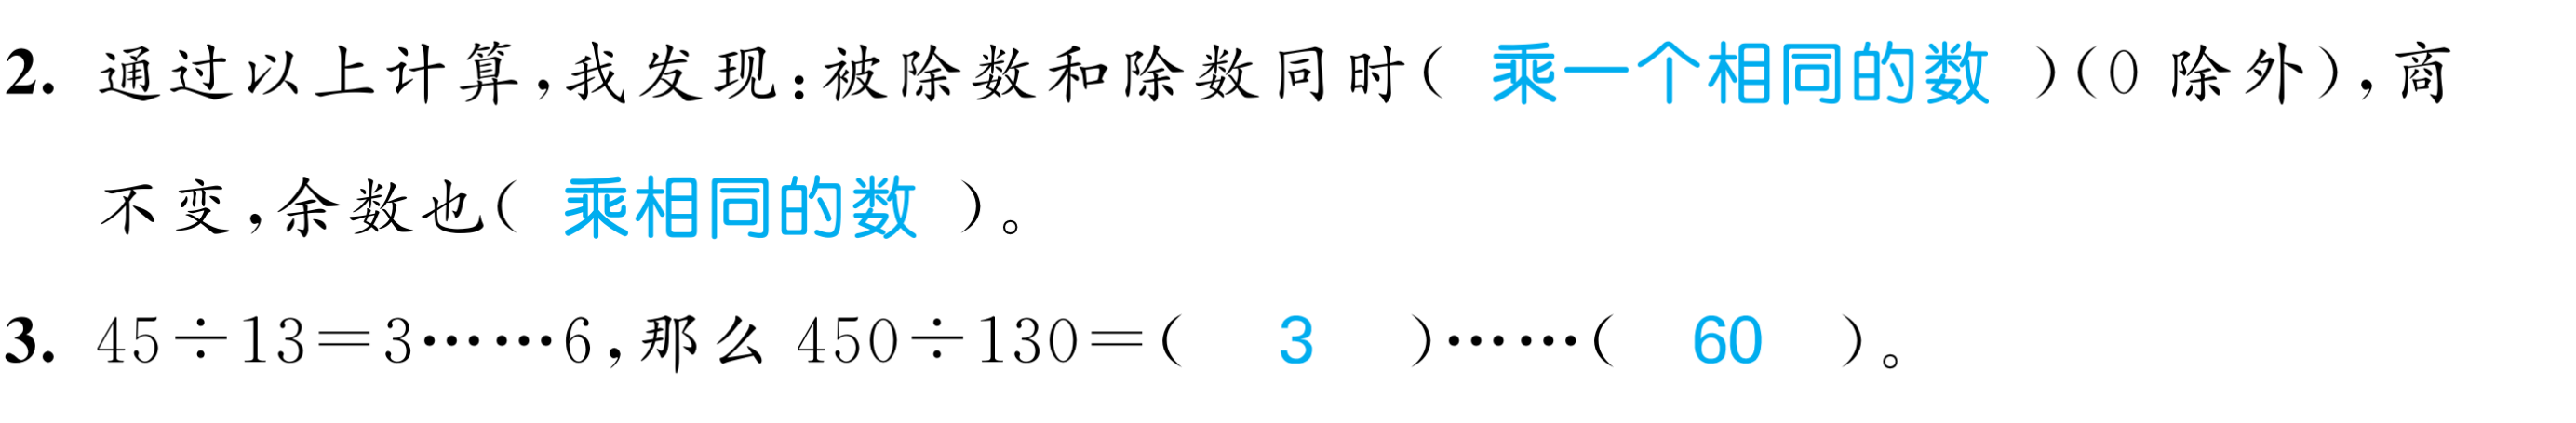 2. 通过以上计算,我发现:被除数和除数同时( 乘一个相同的数 )(0 除外),商
不变,余数也( 乘相同的数 )。
3. 45÷13=3……6,那么 450÷130=( 3 )……( 60 )。